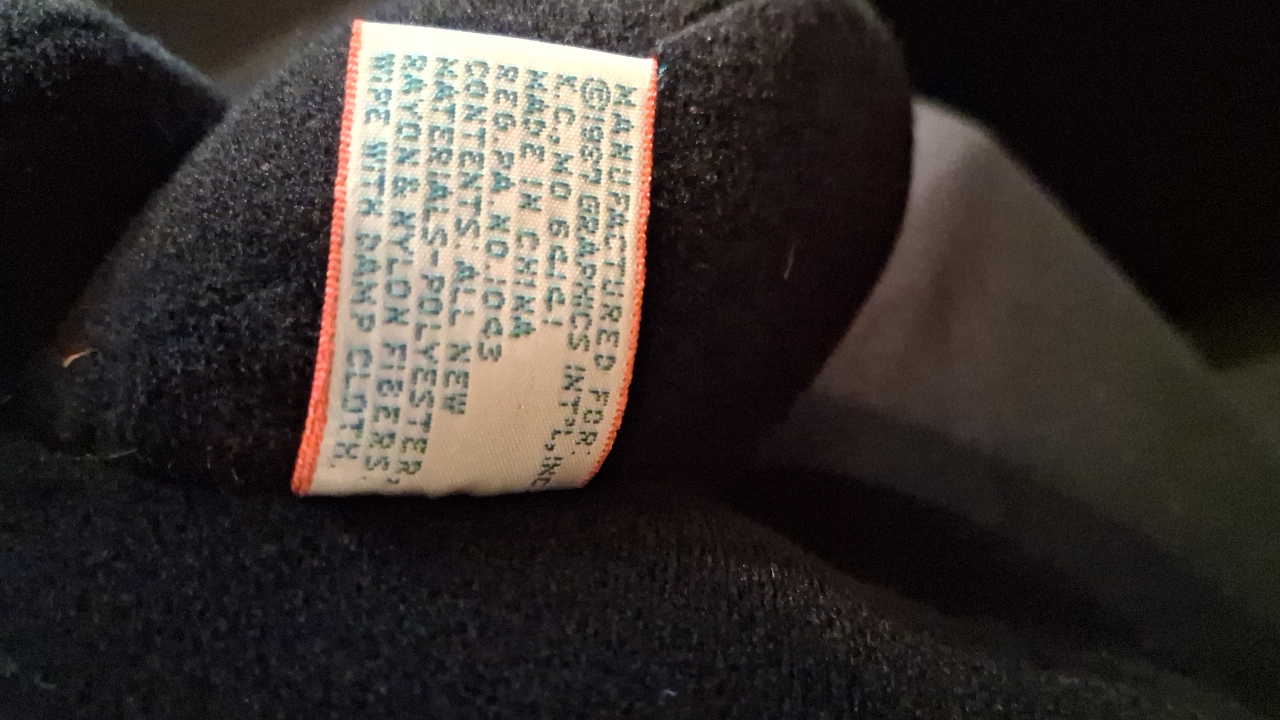 MANUFACTURED FOR:
©1987 GRAPHICS INT'L, INC
K.C., MO 64141
MADE IN CHINA
REG. PA. NO. 1043
CONTENTS: ALL NEW
MATERIALS-POLYESTER,
RAYON & NYLON FIBERS.
WIPE WITH DAMP CLOTH.